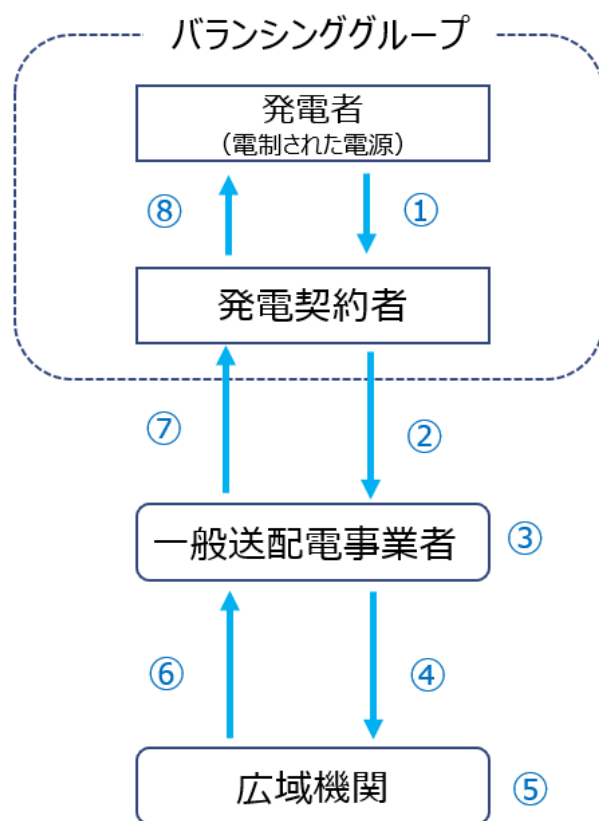 バランシンググループ
発電者
（電制された電源）
⑧
①
発電契約者
⑦
②
一般送配電事業者
③
⑥
④
広域機関
⑤